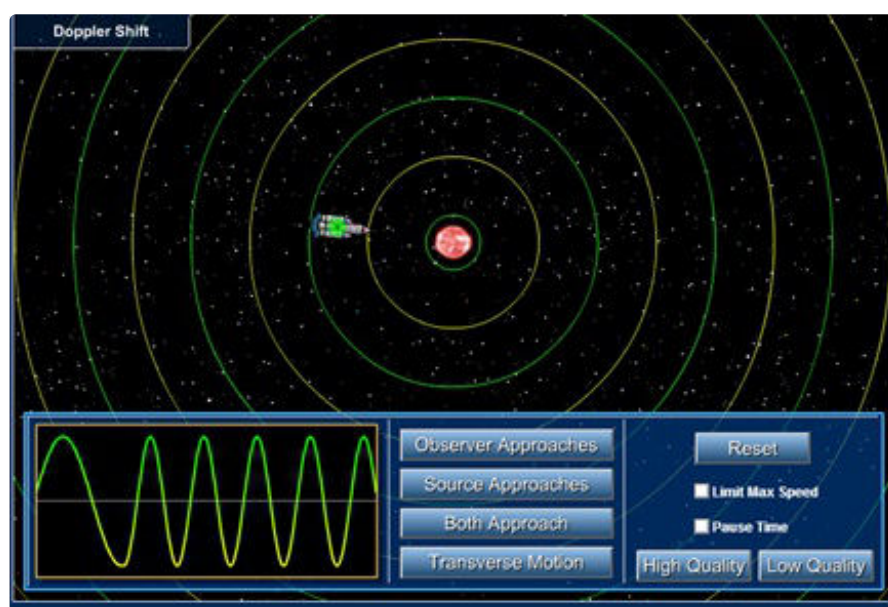 Doppler Shift
Observer Approaches
Source Approaches
Both Approach
Transverse Motion
Reset
Limit Max Speed
Pause Time
High Quality
Low Quality